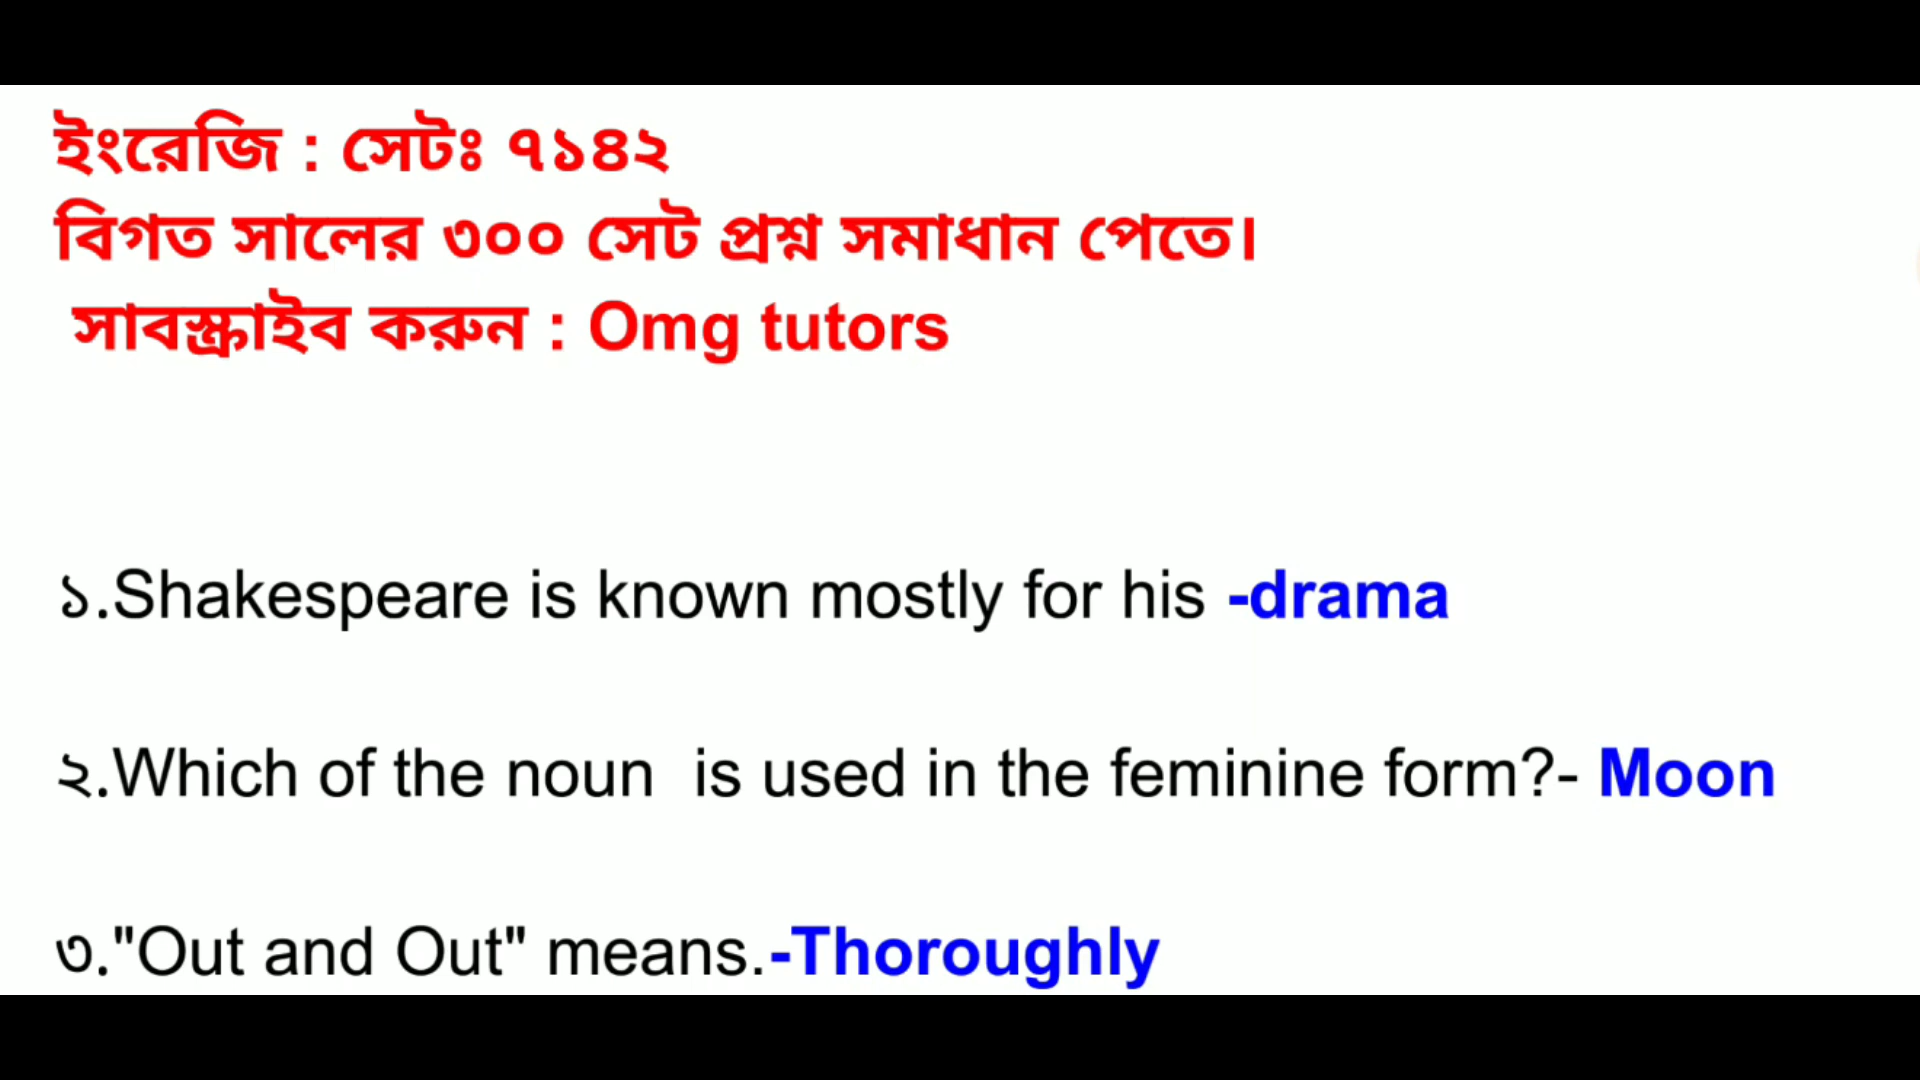 ইংরেজি : সেটঃ ৭১৪২
বিগত সালের ৩০০ সেট প্রশ্ন সমাধান পেতে।
সাবস্ক্রাইব করুন : Omg tutors
১.Shakespeare is known mostly for his -drama
২.Which of the noun  is used in the feminine form?- Moon
৩."Out and Out" means.-Thoroughly